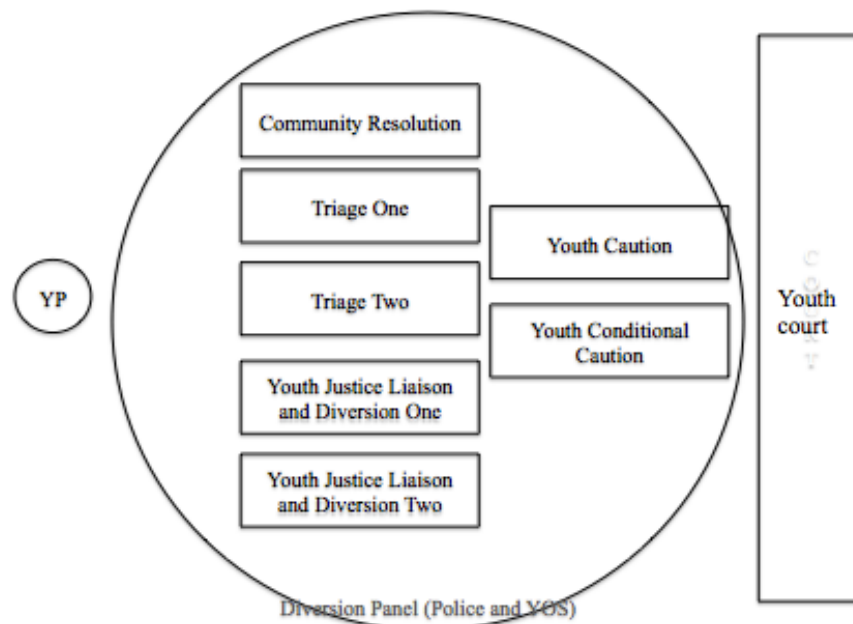 Community Resolution
Triage One
Triage Two
Youth Justice Liaison
and Diversion One
Youth Justice Liaison
and Diversion Two
Youth Caution
Youth Conditional
Caution
YP
Youth
court
Diversion Panel (Police and YOS)